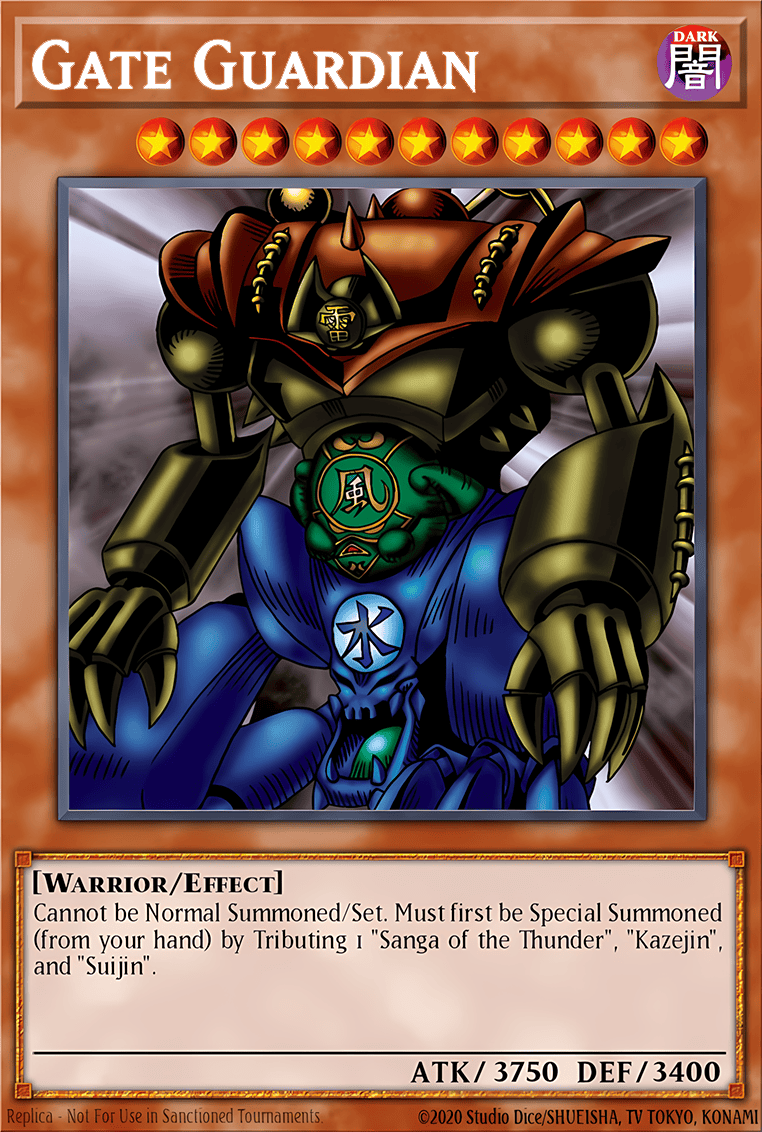 Gate Guardian
DARK
闇
雷
風
水
[Warrior/Effect]
Cannot be Normal Summoned/Set. Must first be Special Summoned
(from your hand) by Tributing 1 "Sanga of the Thunder", "Kazejin",
and "Suijin".
ATK/ 3750 DEF/3400
Replica - Not For Use in Sanctioned Tournaments.
©2020 Studio Dice/SHUEISHA, TV TOKYO, KONAMI